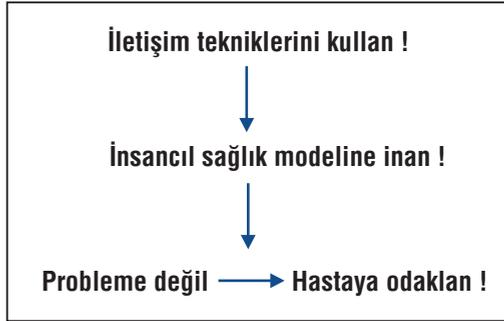 İletişim tekniklerini kullan !
İnsancıl sağlık modeline inan !
Probleme değil Hastaya odaklan !